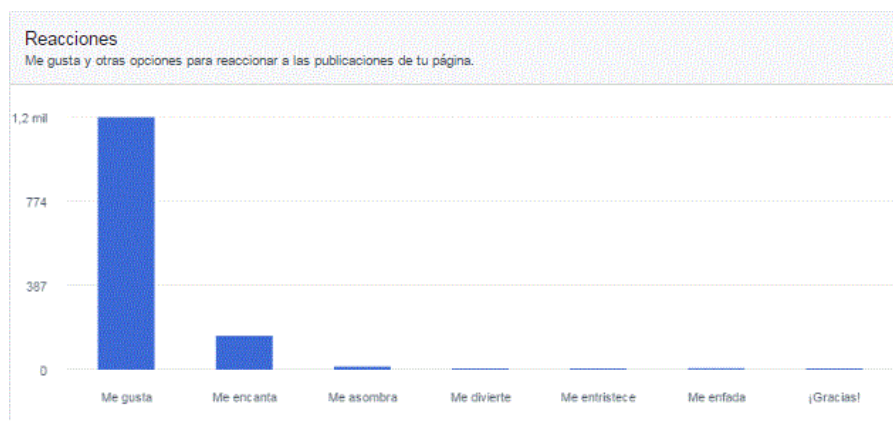 Reacciones
Me gusta y otras opciones para reaccionar a las publicaciones de tu página.
1,2 mil
774
387
0
Me gusta Me encanta Me asombra Me divierte Me entristece Me enfada ¡Gracias!